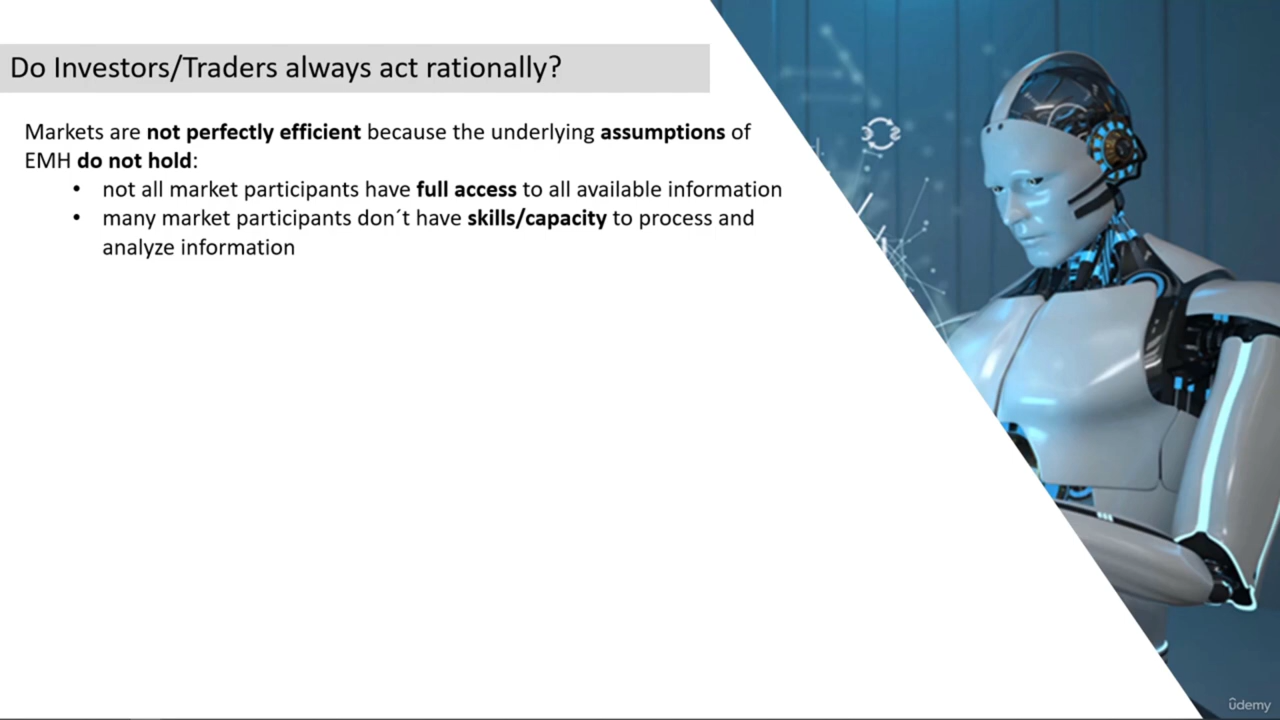 Do Investors/Traders always act rationally?
Markets are not perfectly efficient because the underlying assumptions of
EMH do not hold:
• not all market participants have full access to all available information
• many market participants don´t have skills/capacity to process and
analyze information
ûdemy